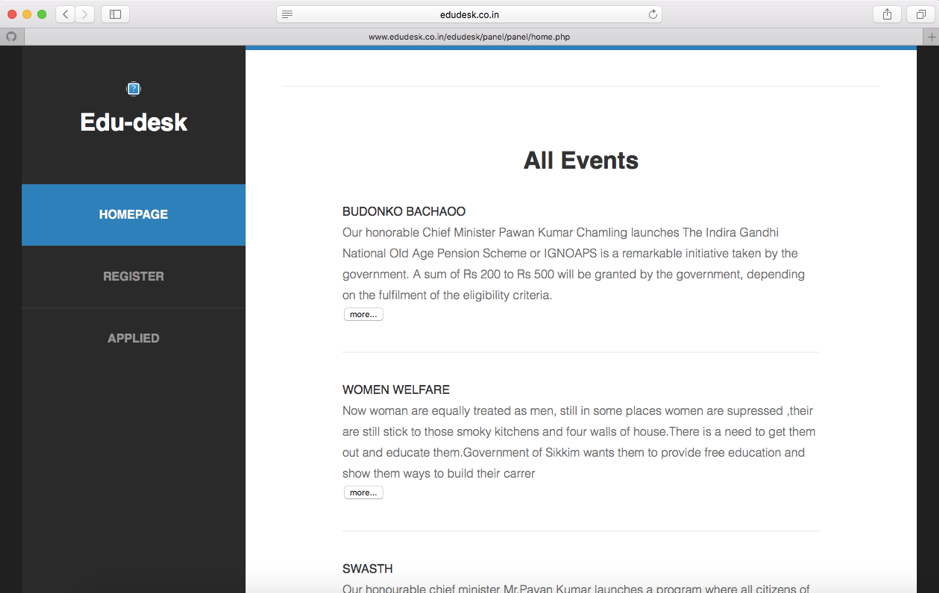 edudesk.co.in
www.edudesk.co.in/edudesk/panel/panel/home.php
?
Edu-desk
HOMEPAGE
REGISTER
APPLIED
All Events
BUDONKO BACHAOO
Our honorable Chief Minister Pawan Kumar Chamling launches The Indira Gandhi
National Old Age Pension Scheme or IGNOAPS is a remarkable initiative taken by the
government. A sum of Rs 200 to Rs 500 will be granted by the government, depending
on the fulfilment of the eligibility criteria.
more...
WOMEN WELFARE
Now woman are equally treated as men, still in some places women are supressed ,their
are still stick to those smoky kitchens and four walls of house.There is a need to get them
out and educate them.Government of Sikkim wants them to provide free education and
show them ways to build their carrer
more...
SWASTH
Our honourable chief minister Mr.Pavan Kumar launches a program where all citizens of